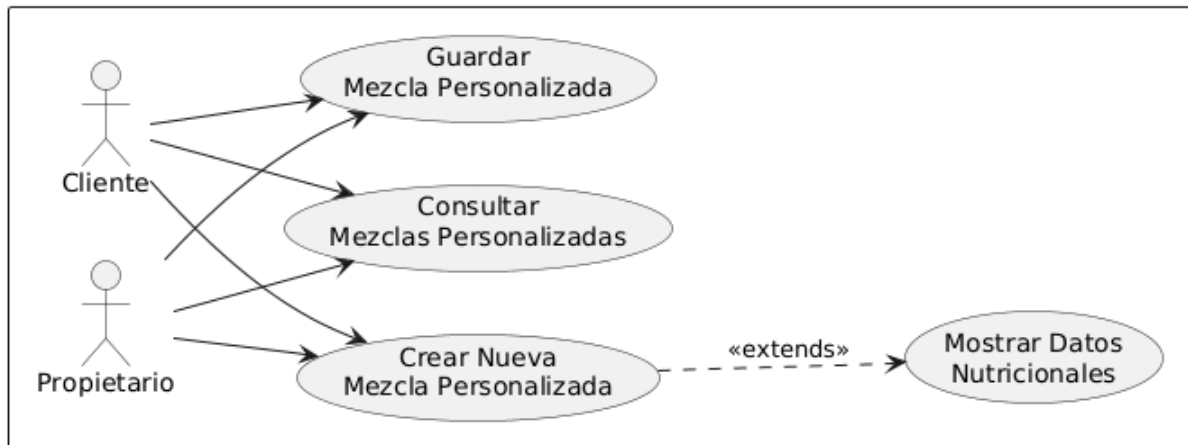 Guardar
Mezcla Personalizada
Cliente
Consultar
Mezclas Personalizadas
Propietario
Crear Nueva
Mezcla Personalizada
«extends»
Mostrar Datos
Nutricionales